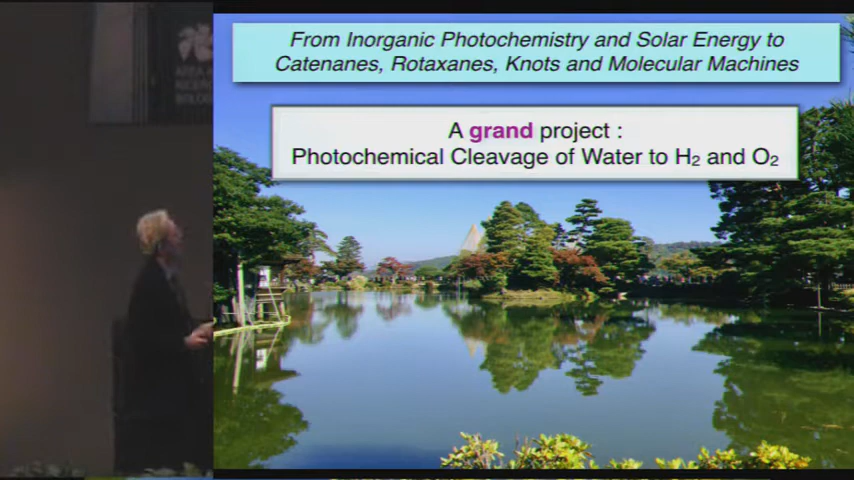 From Inorganic Photochemistry and Solar Energy to
Catenanes, Rotaxanes, Knots and Molecular Machines
A grand project :
Photochemical Cleavage of Water to H₂ and O₂